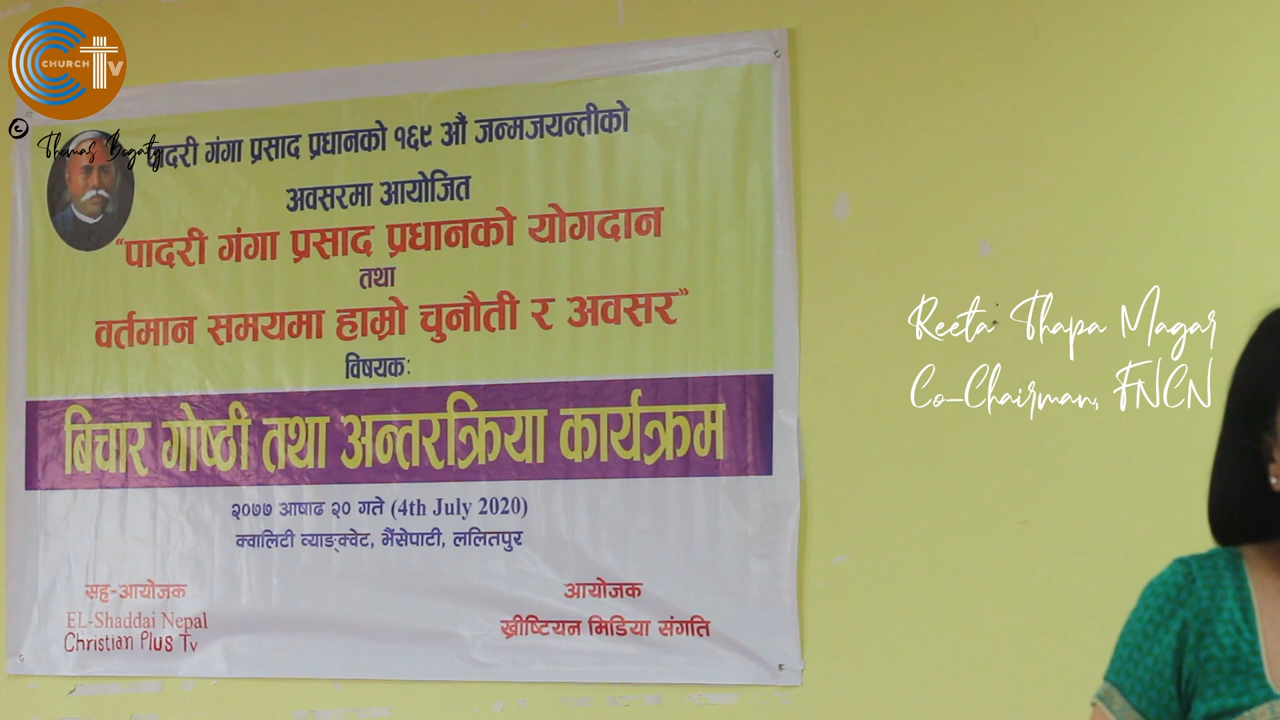 CHURCH TV
© Thomas Bogaty
पादरी गंगा प्रसाद प्रधानको १६९ औं जन्मजयन्तीको
अवसरमा आयोजित
“पादरी गंगा प्रसाद प्रधानको योगदान
तथा
वर्तमान समयमा हाम्रो चुनौती र अवसर”
विषयक:
बिचार गोष्ठी तथा अन्तरक्रिया कार्यक्रम
२०७७ आषाढ २० गते (4th July 2020)
क्वालिटी व्याङ्क्वेट, भैंसेपाटी, ललितपुर
सह-आयोजक
EL-Shaddai Nepal
Christian Plus Tv
आयोजक
ख्रीष्टियन मिडिया संगति
Reeta Thapa Magar
Co-Chairman, FNCN